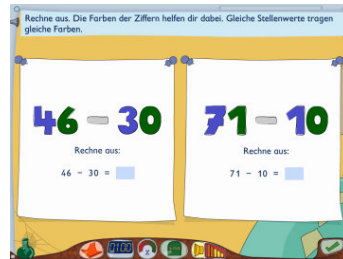 Rechne aus. Die Farben der Ziffern helfen dir dabei. Gleiche Stellenwerte tragen
gleiche Farben.
46 - 30
Rechne aus:
46 - 30 =
71 - 10
Rechne aus:
71 - 10 =
0100